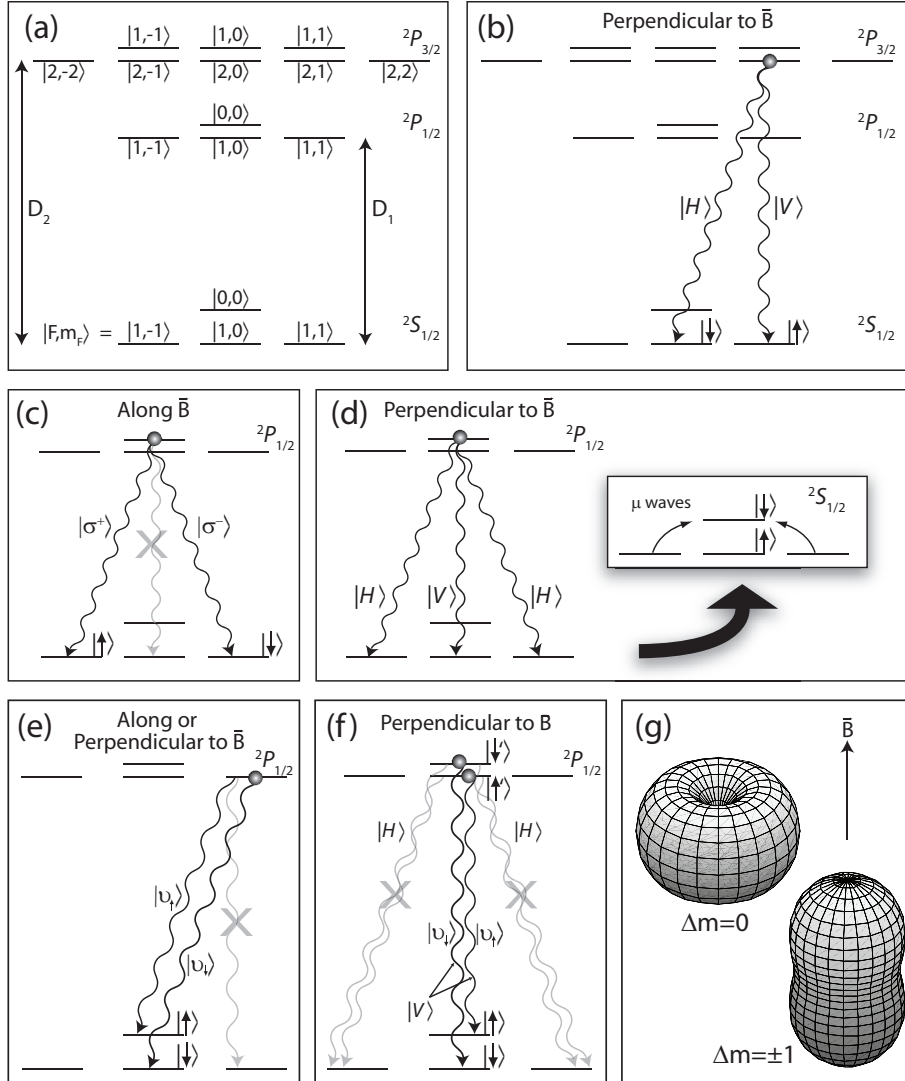 (a)
|1,-1⟩ |1,0⟩ |1,1⟩ ²P₃/₂
|2,-2⟩ |2,-1⟩ |2,0⟩ |2,1⟩ |2,2⟩
|0,0⟩ ²P₁/₂
|1,-1⟩ |1,0⟩ |1,1⟩
D₂ D₁
|0,0⟩
|F,m_F⟩ = |1,-1⟩ |1,0⟩ |1,1⟩ ²S₁/₂
(b) Perpendicular to B̄
²P₃/₂
²P₁/₂
|H⟩ |V⟩
|↓⟩ |↑⟩ ²S₁/₂
(c) Along B̄
²P₁/₂
|σ⁺⟩ |σ⁻⟩
X
|↑⟩ |↓⟩
(d) Perpendicular to B̄
²P₁/₂
|H⟩ |V⟩ |H⟩
μ waves |↓⟩ ²S₁/₂
|↑⟩
(e) Along or
Perpendicular to B̄
²P₁/₂
|υ↑⟩
X
|υ↓⟩
|↑⟩
|↓⟩
(f) Perpendicular to B
|↓'⟩ ²P₁/₂
|↑'⟩
|H⟩ |H⟩
X X
|υ↓⟩ |υ↑⟩
|V⟩
|↑⟩
|↓⟩
(g) B̄
Δm=0
Δm=±1